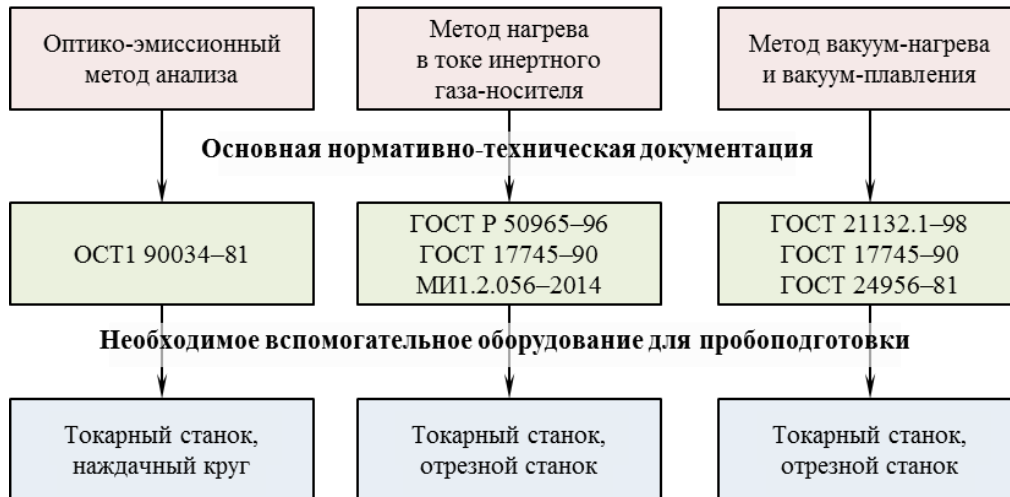 Оптико-эмиссионный
метод анализа
Метод нагрева
в токе инертного
газа-носителя
Метод вакуум-нагрева
и вакуум-плавления
Основная нормативно-техническая документация
ОСТ1 90034–81
ГОСТ Р 50965–96
ГОСТ 17745–90
МИ1.2.056–2014
ГОСТ 21132.1–98
ГОСТ 17745–90
ГОСТ 24956–81
Необходимое вспомогательное оборудование для пробоподготовки
Токарный станок,
наждачный круг
Токарный станок,
отрезной станок
Токарный станок,
отрезной станок